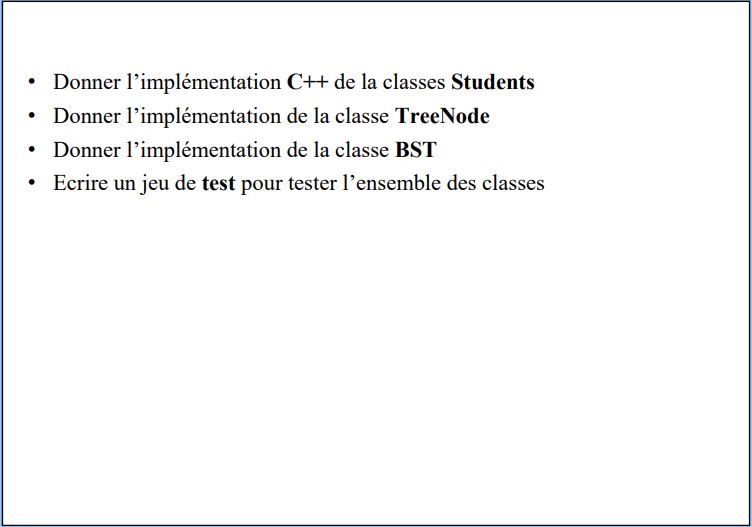 • Donner l’implémentation C++ de la classes Students
• Donner l’implémentation de la classe TreeNode
• Donner l’implémentation de la classe BST
• Ecrire un jeu de test pour tester l’ensemble des classes